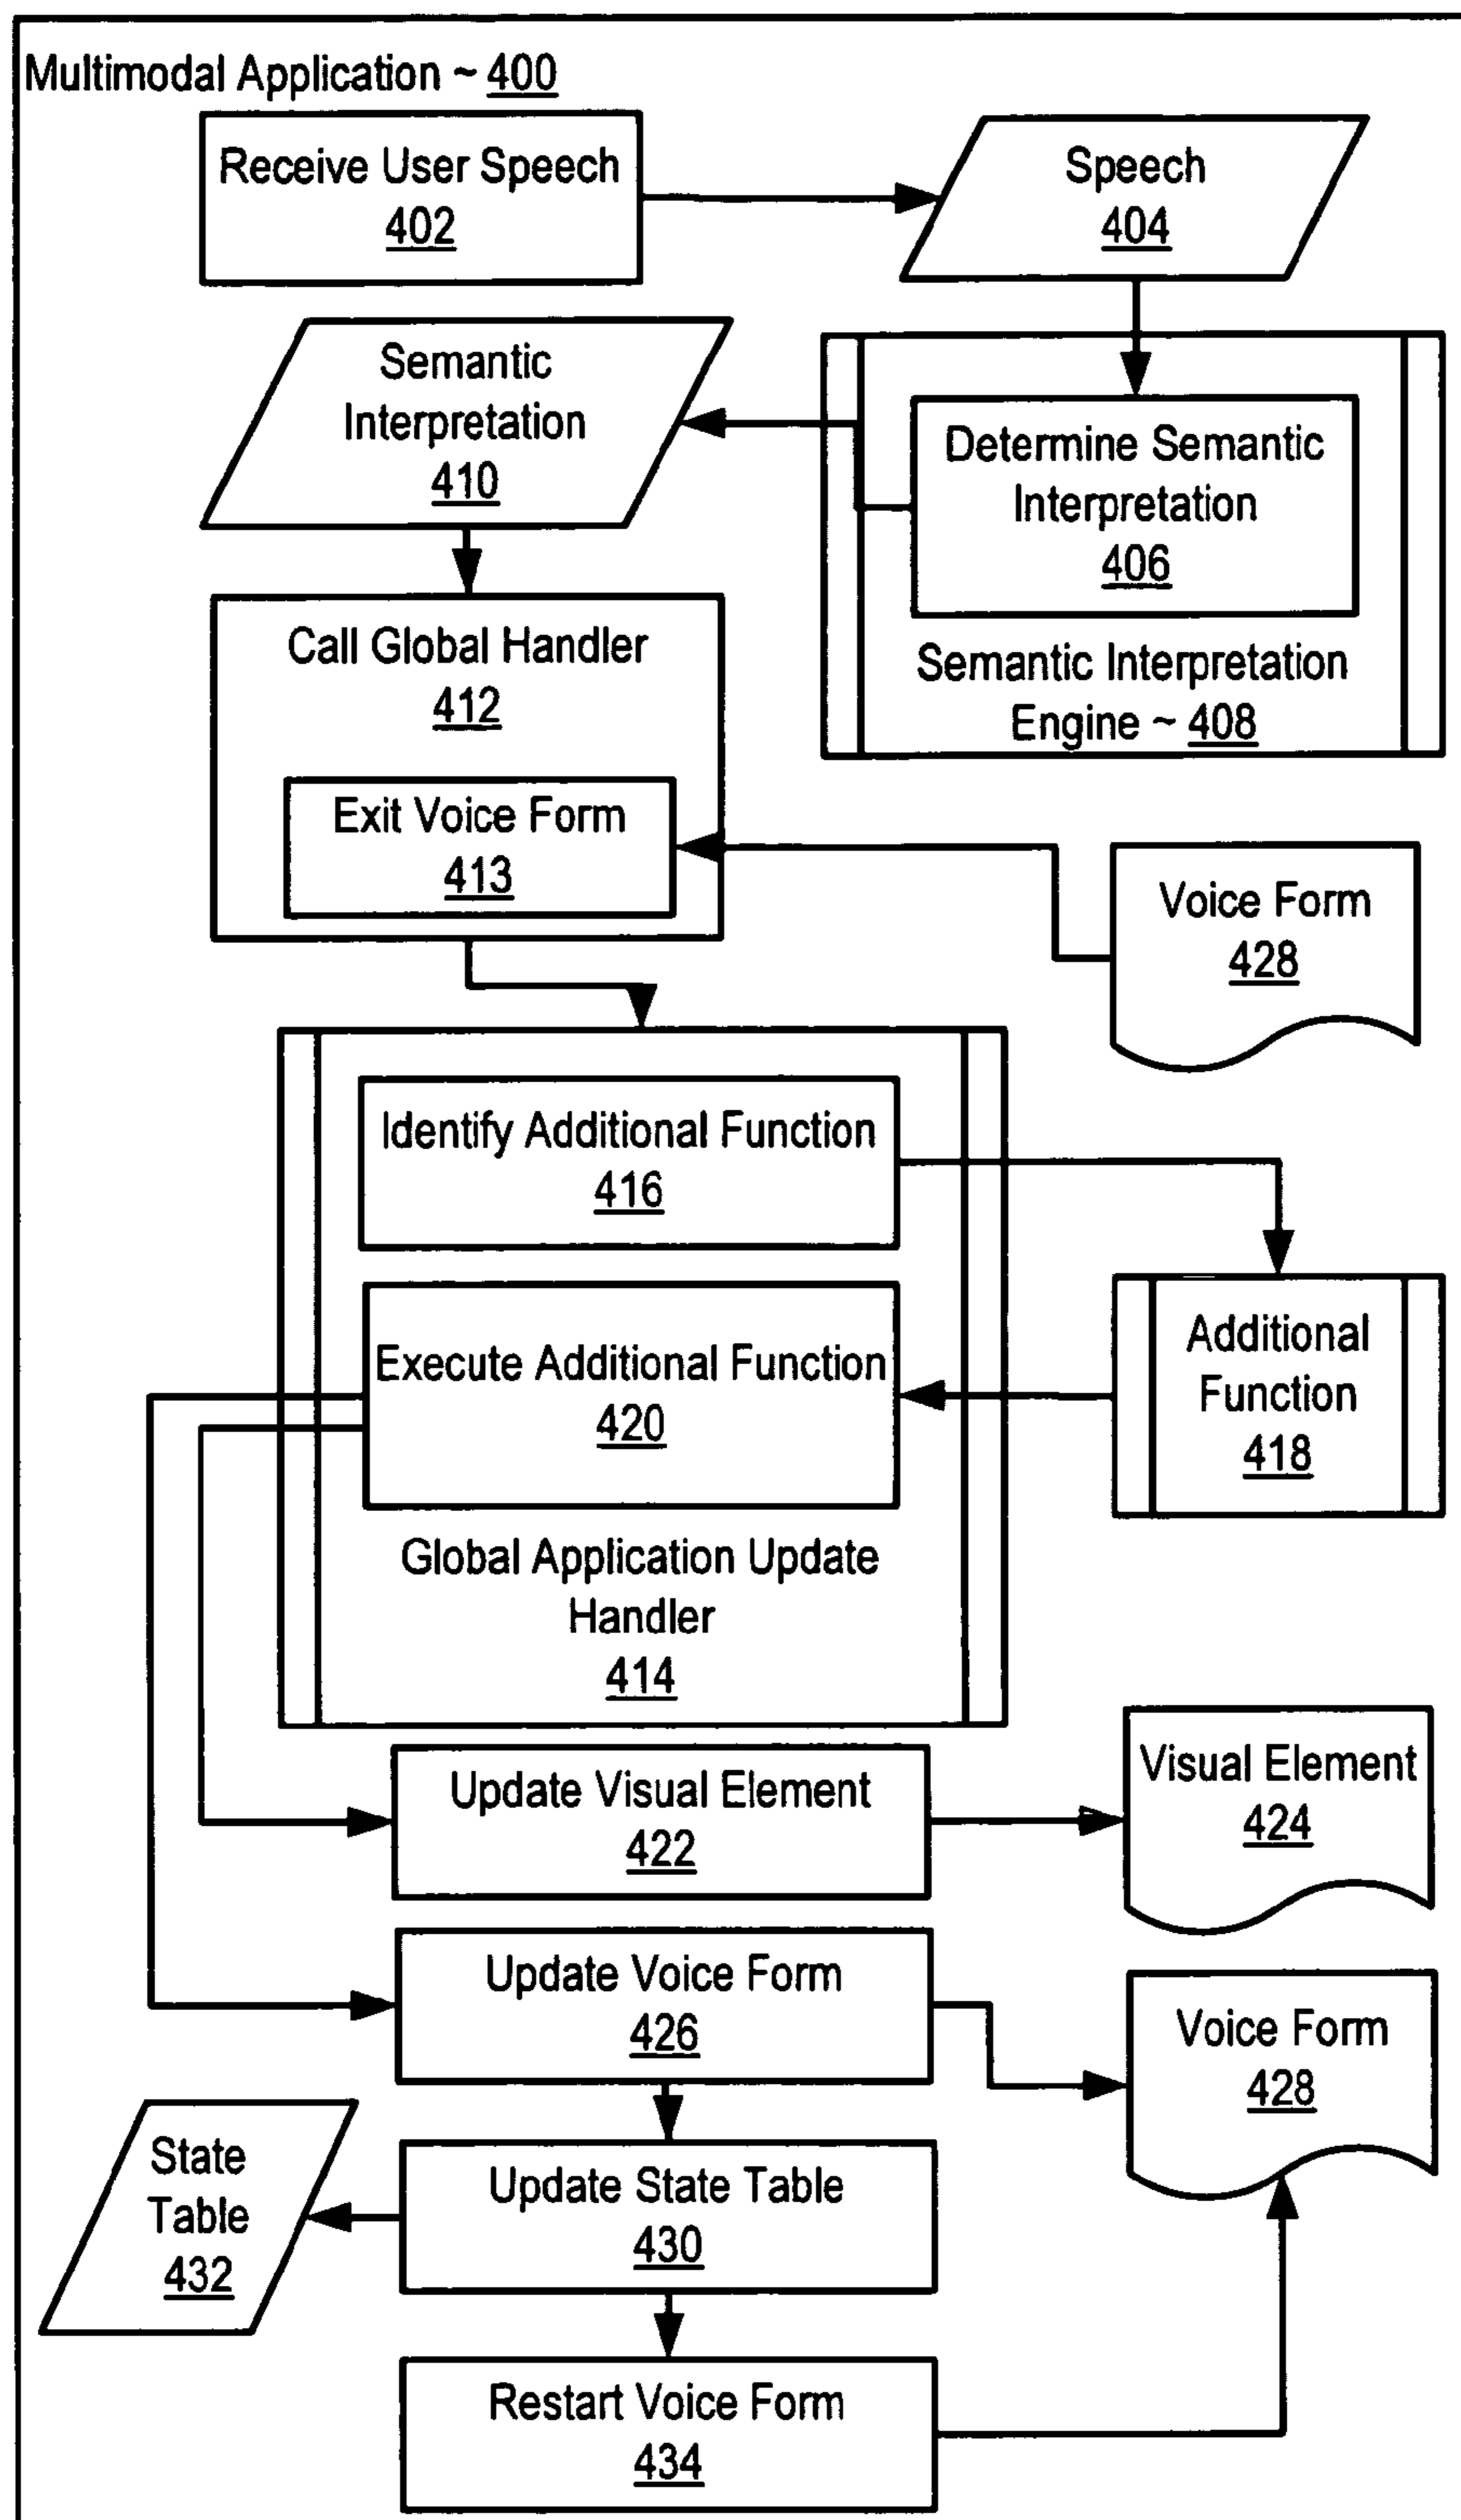 Multimodal Application ~ 400
Receive User Speech
402
Speech
404
Semantic
Interpretation
410
Determine Semantic
Interpretation
406
Semantic Interpretation
Engine ~ 408
Call Global Handler
412
Exit Voice Form
413
Voice Form
428
Identify Additional Function
416
Execute Additional Function
420
Additional
Function
418
Global Application Update
Handler
414
Update Visual Element
422
Visual Element
424
Update Voice Form
426
Voice Form
428
State
Table
432
Update State Table
430
Restart Voice Form
434